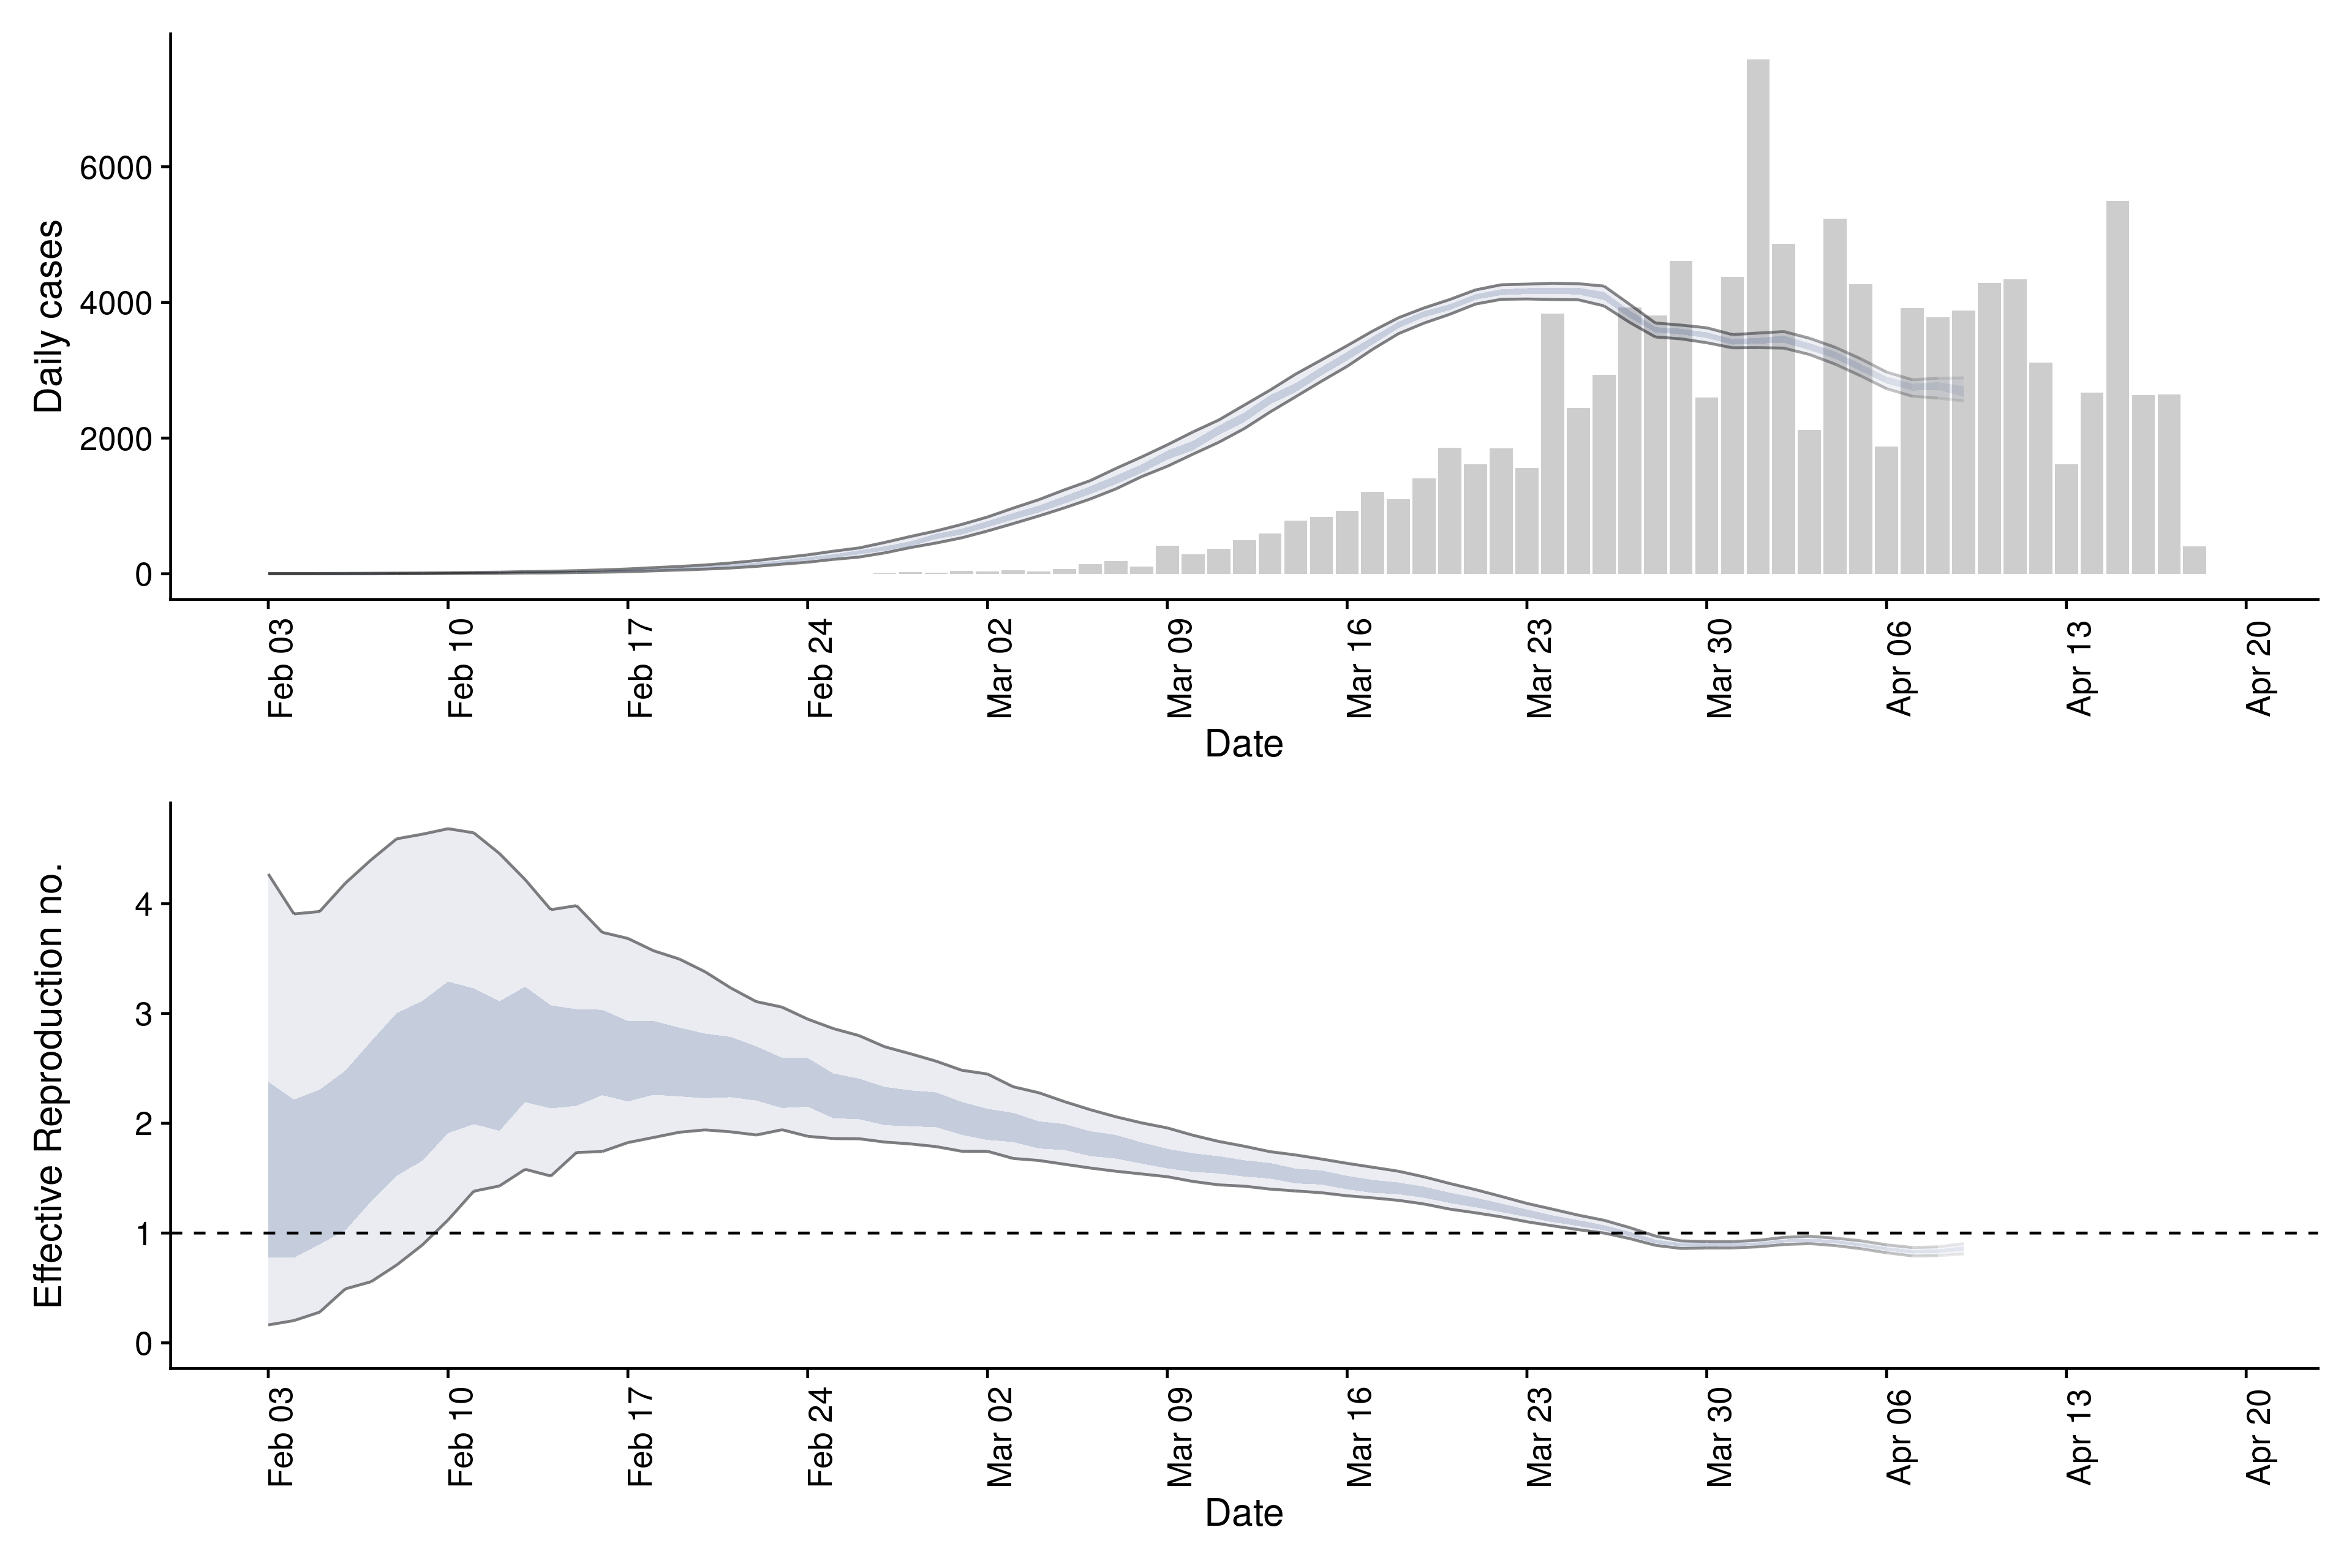 Daily cases
6000
4000
2000
0
Feb 03
Feb 10
Feb 17
Feb 24
Mar 02
Mar 09
Mar 16
Mar 23
Mar 30
Apr 06
Apr 13
Apr 20
Date
Effective Reproduction no.
4
3
2
1
0
Feb 03
Feb 10
Feb 17
Feb 24
Mar 02
Mar 09
Mar 16
Mar 23
Mar 30
Apr 06
Apr 13
Apr 20
Date